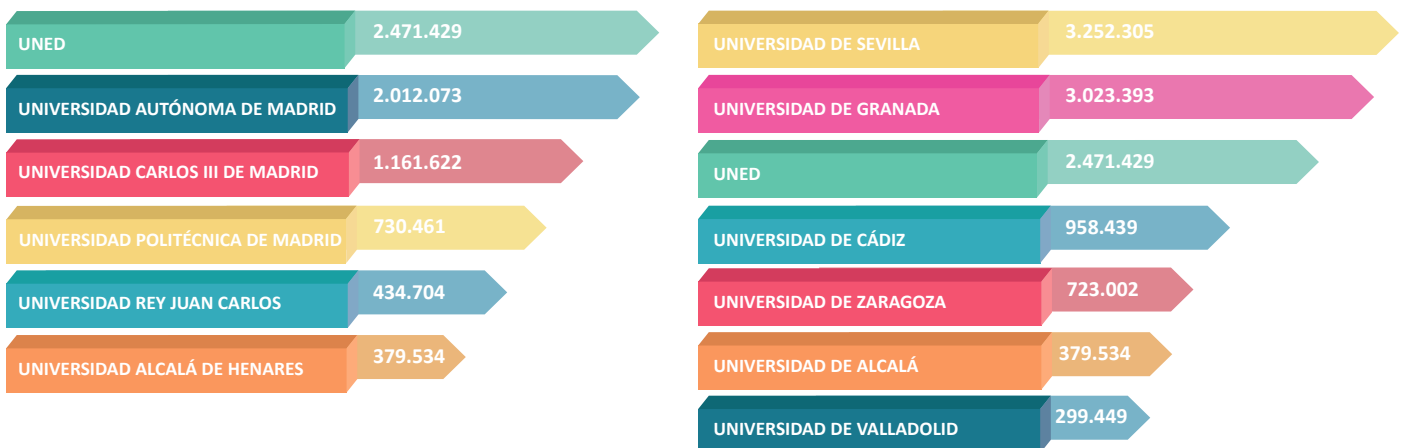 UNED 2.471.429
UNIVERSIDAD AUTÓNOMA DE MADRID 2.012.073
UNIVERSIDAD CARLOS III DE MADRID 1.161.622
UNIVERSIDAD POLITÉCNICA DE MADRID 730.461
UNIVERSIDAD REY JUAN CARLOS 434.704
UNIVERSIDAD ALCALÁ DE HENARES 379.534
UNIVERSIDAD DE SEVILLA 3.252.305
UNIVERSIDAD DE GRANADA 3.023.393
UNED 2.471.429
UNIVERSIDAD DE CÁDIZ 958.439
UNIVERSIDAD DE ZARAGOZA 723.002
UNIVERSIDAD DE ALCALÁ 379.534
UNIVERSIDAD DE VALLADOLID 299.449